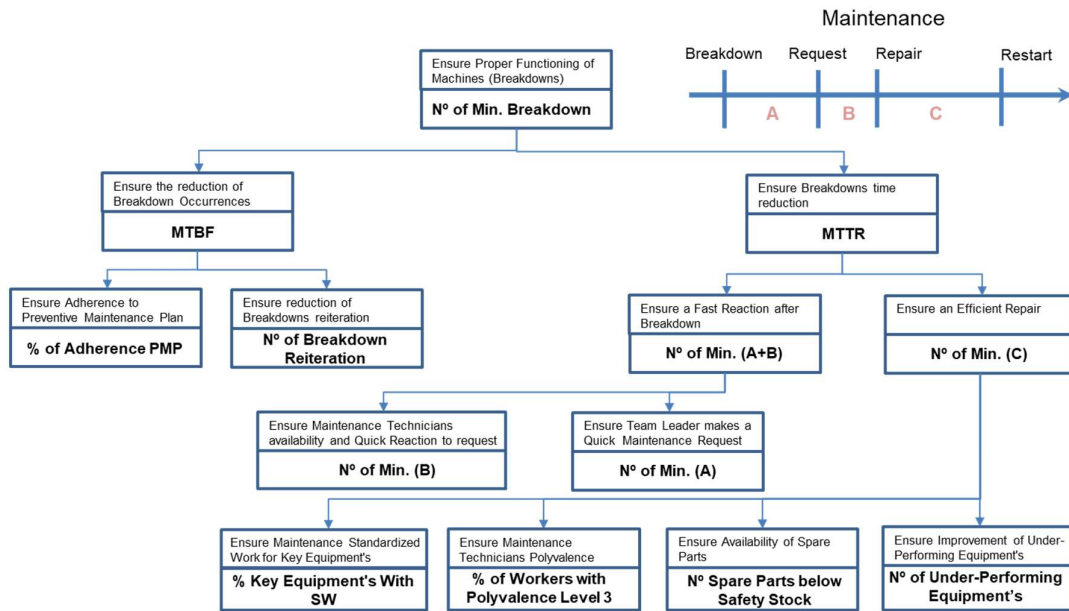 Maintenance
Breakdown Request Repair Restart
A B C
Ensure Proper Functioning of
Machines (Breakdowns)
Nº of Min. Breakdown
Ensure the reduction of
Breakdown Occurrences
MTBF
Ensure Breakdowns time
reduction
MTTR
Ensure Adherence to
Preventive Maintenance Plan
% of Adherence PMP
Ensure reduction of
Breakdowns reiteration
Nº of Breakdown
Reiteration
Ensure a Fast Reaction after
Breakdown
Nº of Min. (A+B)
Ensure an Efficient Repair
Nº of Min. (C)
Ensure Maintenance Technicians
availability and Quick Reaction to request
Nº of Min. (B)
Ensure Team Leader makes a
Quick Maintenance Request
Nº of Min. (A)
Ensure Maintenance Standardized
Work for Key Equipment's
% Key Equipment's With
SW
Ensure Maintenance
Technicians Polyvalence
% of Workers with
Polyvalence Level 3
Ensure Availability of Spare
Parts
Nº Spare Parts below
Safety Stock
Ensure Improvement of Under-
Performing Equipment's
Nº of Under-Performing
Equipment’s